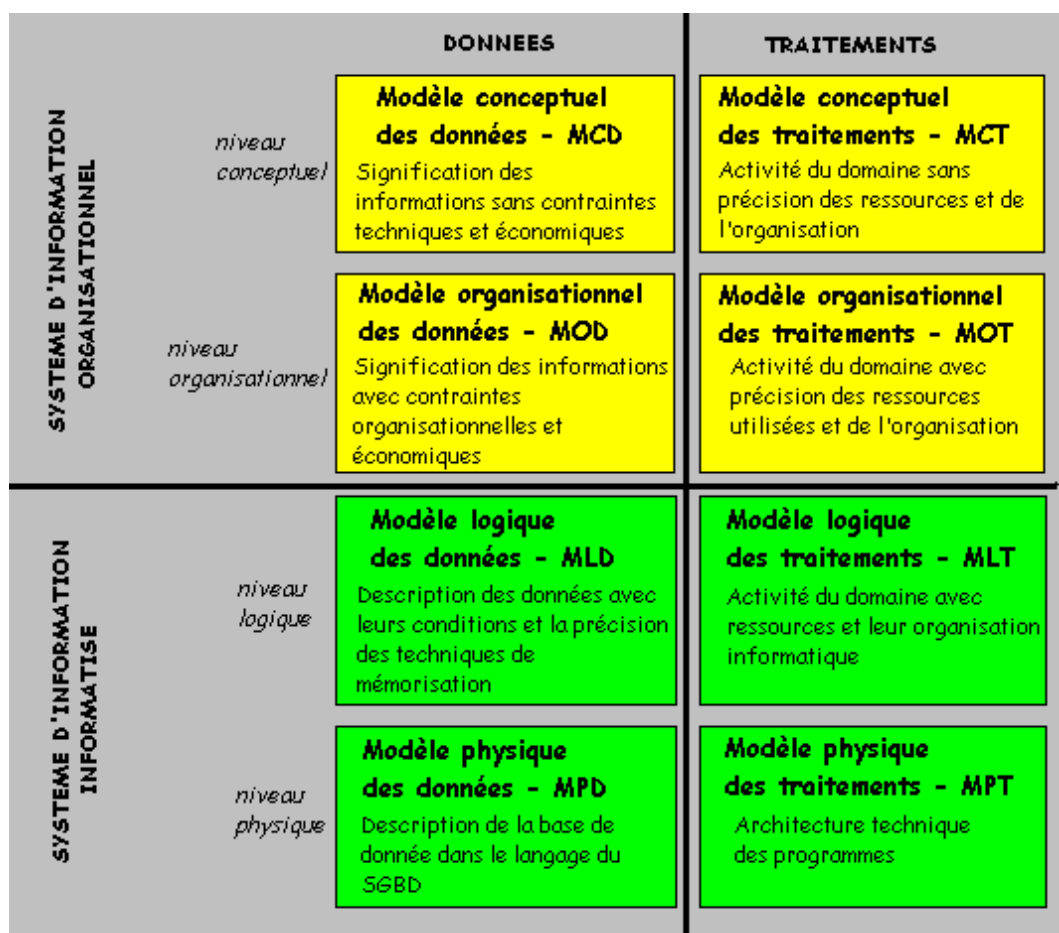 DONNEES
TRAITEMENTS
SYSTEME D'INFORMATION
ORGANISATIONNEL
niveau
conceptuel
Modèle conceptuel
des données - MCD
Signification des
informations sans contraintes
techniques et économiques
Modèle conceptuel
des traitements - MCT
Activité du domaine sans
précision des ressources et de
l'organisation
niveau
organisationnel
Modèle organisationnel
des données - MOD
Signification des informations
avec contraintes
organisationnelles et
économiques
Modèle organisationnel
des traitements - MOT
Activité du domaine avec
précision des ressources
utilisées et de l'organisation
SYSTEME D'INFORMATION
INFORMATISE
niveau
logique
Modèle logique
des données - MLD
Description des données avec
leurs conditions et la précision
des techniques de
mémorisation
Modèle logique
des traitements - MLT
Activité du domaine avec
ressources et leur organisation
informatique
niveau
physique
Modèle physique
des données - MPD
Description de la base de
donnée dans le langage du
SGBD
Modèle physique
des traitements - MPT
Architecture technique
des programmes